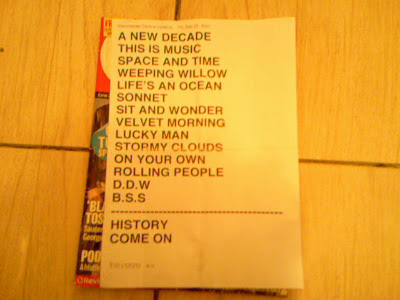 A NEW DECADE
THIS IS MUSIC
SPACE AND TIME
WEEPING WILLOW
LIFE'S AN OCEAN
SONNET
SIT AND WONDER
VELVET MORNING
LUCKY MAN
STORMY CLOUDS
ON YOUR OWN
ROLLING PEOPLE
D.D.W
B.S.S
HISTORY
COME ON